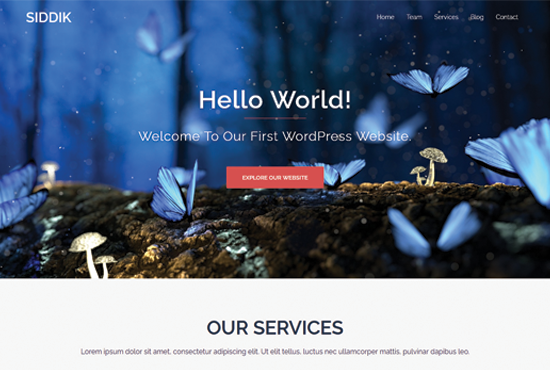 SIDDIK
Home Team Services Blog Contact
Hello World!
Welcome To Our First WordPress Website.
EXPLORE OUR WEBSITE
OUR SERVICES
Lorem ipsum dolor sit amet, consectetur adipiscing elit. Ut elit tellus, luctus nec ullamcorper mattis, pulvinar dapibus leo.